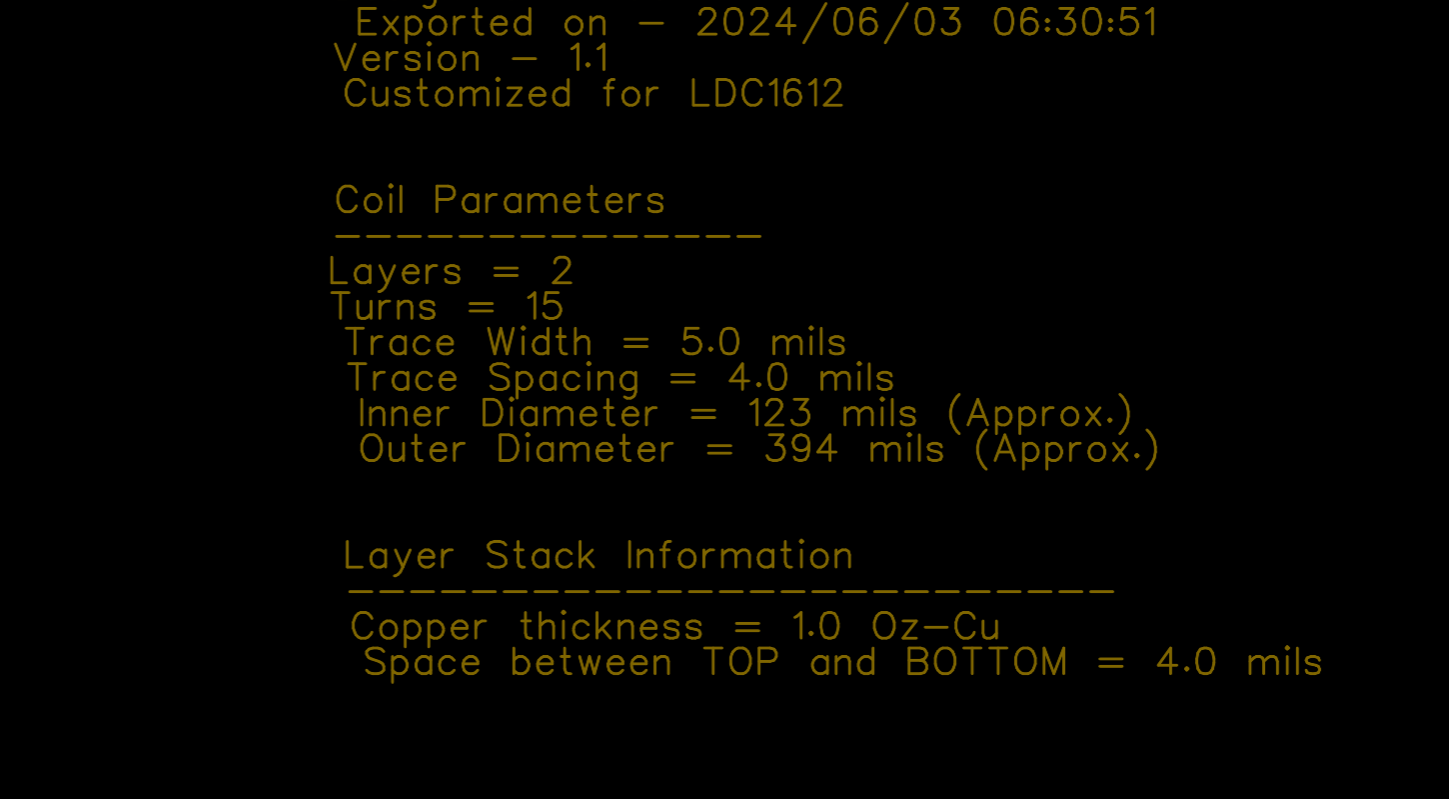 Exported on - 2024/06/03 06:30:51
Version - 1.1
Customized for LDC1612
Coil Parameters
--------------
Layers = 2
Turns = 15
Trace Width = 5.0 mils
Trace Spacing = 4.0 mils
Inner Diameter = 123 mils (Approx.)
Outer Diameter = 394 mils (Approx.)
Layer Stack Information
-------------------------
Copper thickness = 1.0 Oz-Cu
Space between TOP and BOTTOM = 4.0 mils